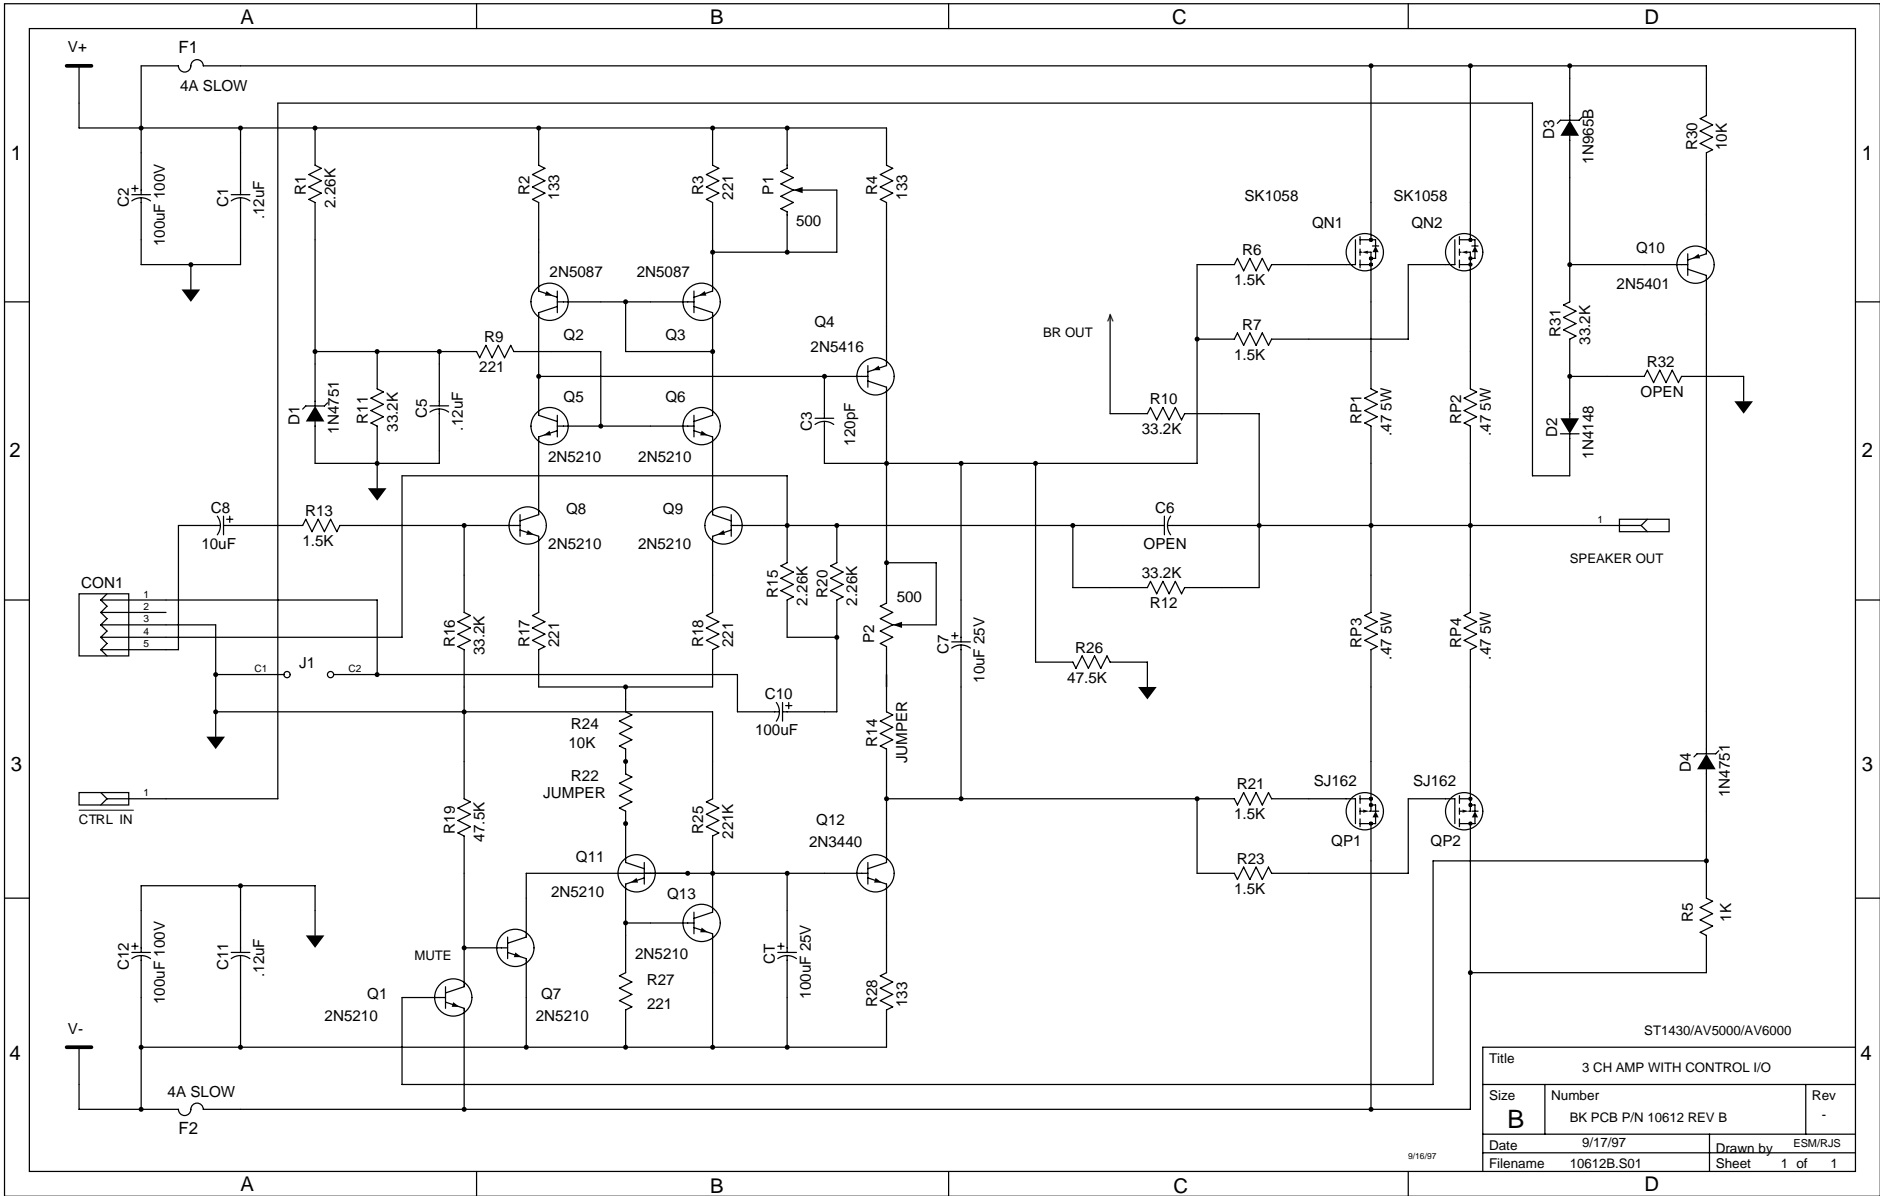 A
B
C
D
V+
F1
4A SLOW
1
1
C2
+
100uF 100V
C1
.12uF
R1
2.26K
R2
133
R3
221
P1
500
R4
133
D3
1N965B
R30
10K
SK1058
SK1058
QN1
QN2
R6
1.5K
Q10
2N5401
2N5087
2N5087
Q2
Q3
R9
221
Q4
2N5416
BR OUT
R7
1.5K
R31
33.2K
R32
OPEN
D1
1N4751
R11
33.2K
C5
.12uF
Q5
Q6
2N5210
2N5210
C3
120pF
R10
33.2K
RP1
.47 5W
RP2
.47 5W
D2
1N4148
2
2
C8
+
10uF
R13
1.5K
Q8
2N5210
Q9
2N5210
C6
OPEN
1
SPEAKER OUT
CON1
1
2
3
4
5
R15
2.26K
R20
2.26K
33.2K
R12
500
P2
R16
33.2K
R17
221
R18
221
C7
+
10uF 25V
R26
47.5K
RP3
.47 5W
RP4
.47 5W
C1
J1
C2
C10
+
100uF
R24
10K
R14
JUMPER
3
3
R22
JUMPER
D4
1N4751
1
CTRL IN
R19
47.5K
R25
221K
Q12
2N3440
R21
1.5K
SJ162
SJ162
QP1
QP2
Q11
2N5210
Q13
2N5210
R23
1.5K
R5
1K
C12
+
100uF 100V
C11
.12uF
MUTE
Q1
2N5210
Q7
2N5210
R27
221
CT
+
100uF 25V
R28
133
V-
4
4
4A SLOW
F2
ST1430/AV5000/AV6000
Title
3 CH AMP WITH CONTROL I/O
Size
B
Number
BK PCB P/N 10612 REV B
Rev
-
Date 9/17/97
Drawn by ESM/RJS
Filename 10612B.S01
Sheet 1 of 1
9/16/97
A
B
C
D